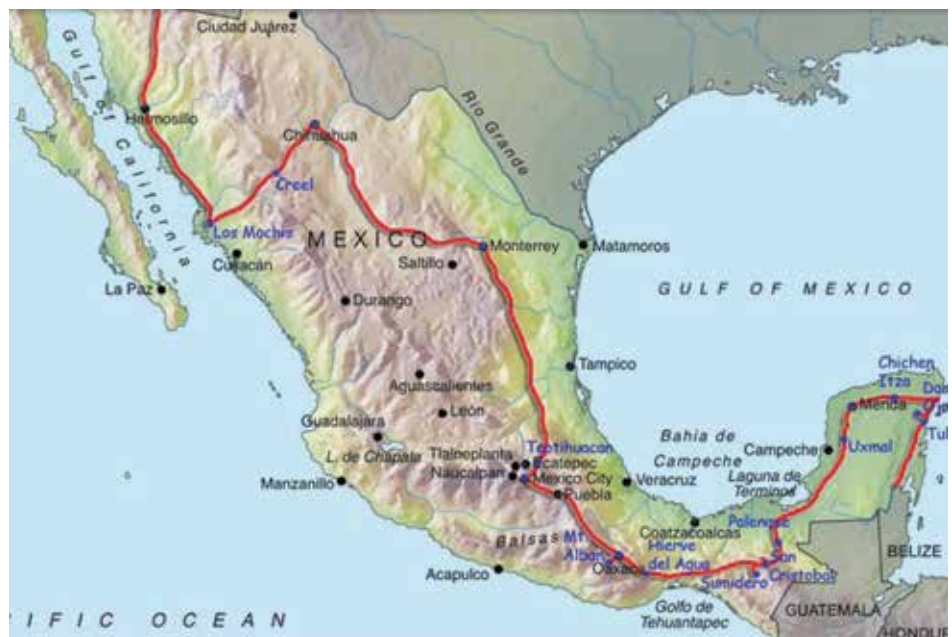 Ciudad Juárez
Gulf of California
Hermosillo
Chihuahua
Rio Grande
Creel
Los Mochis
MEXICO
Monterrey
Matamoros
Culiacán
Saltillo
La Paz
Durango
GULF OF MEXICO
Tampico
Chichen
Itza
Aguascalientes
Merida
León
Guadalajara
Teotihuacan
Bahia de
Campeche
Campeche
Uxmal
L. de Chapala
Tlalneplanta
Ecatepec
Naucalpan
Mexico City
Veracruz
Laguna de
Terminos
Manzanillo
Puebla
Palenque
Coatzacoalcas
Balsas
Mt
Alban
Hierve
del Agua
San
Cristobal
BELIZE
Oaxaca
Acapulco
Sumidero
Golfo de
Tehuantapec
GUATEMALA
IFIC OCEAN
HONDUR